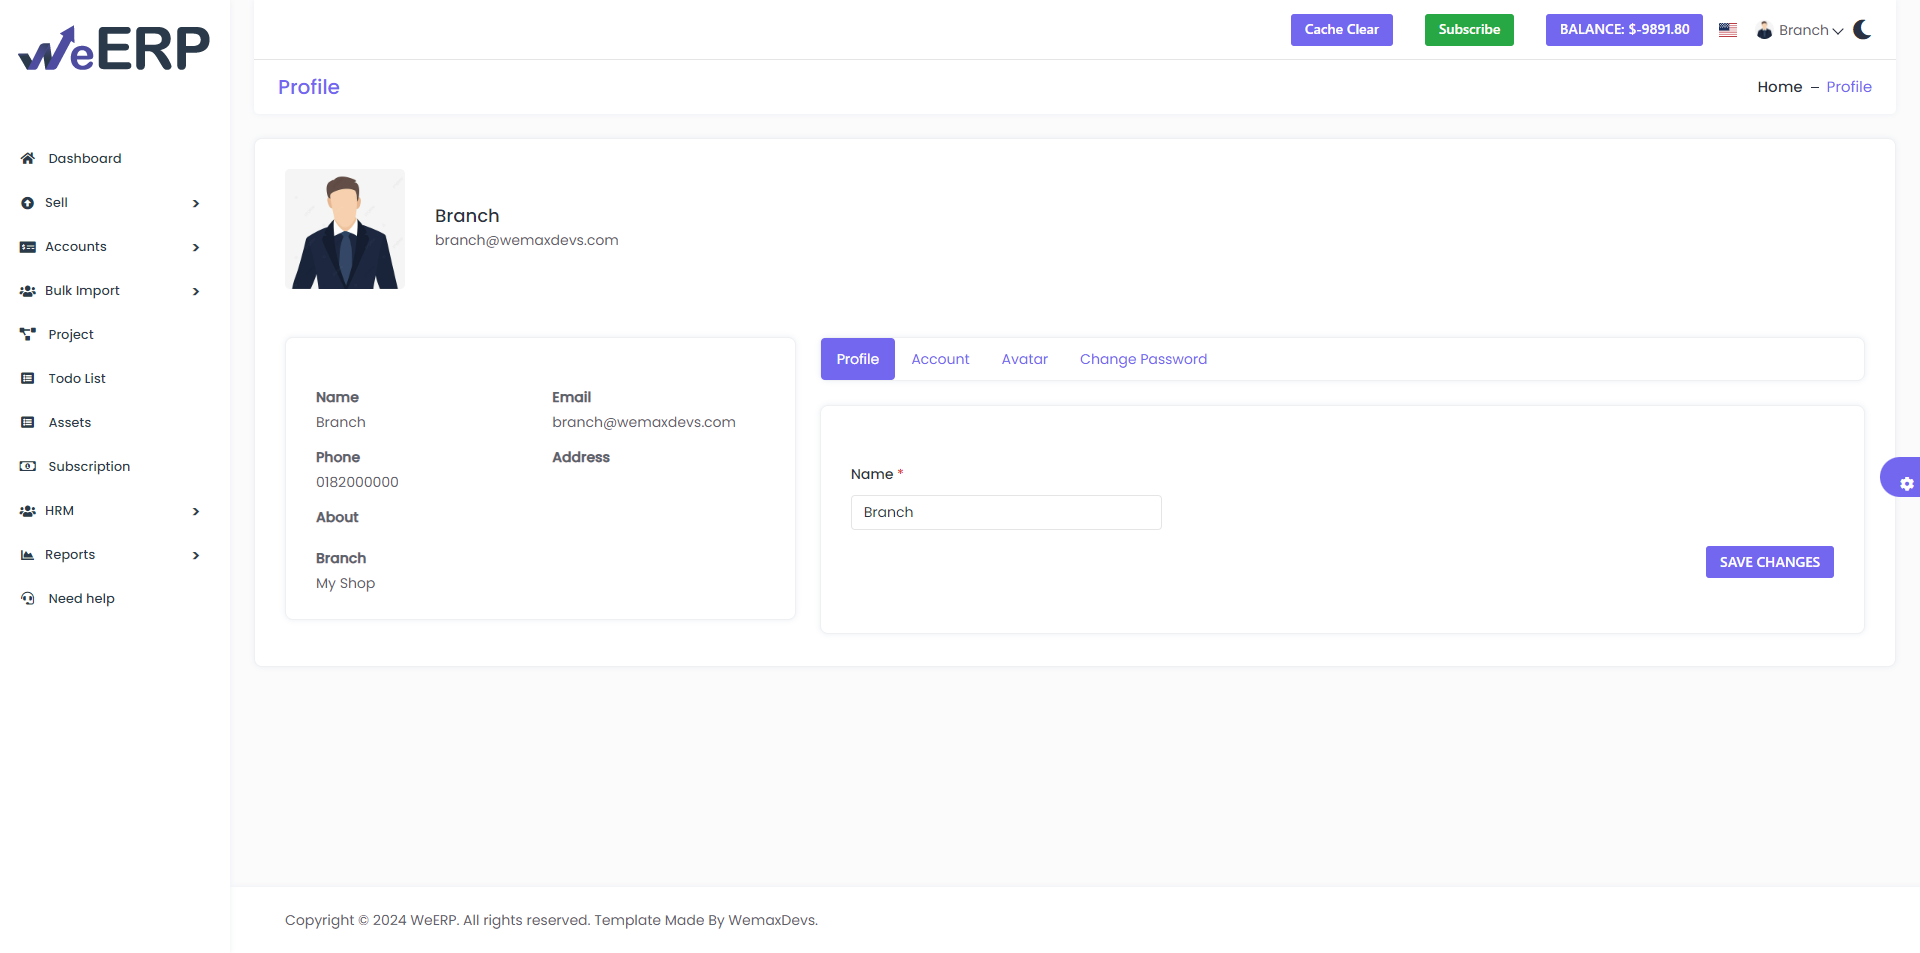 WeERP
Cache Clear
Subscribe
BALANCE: $-9891.80
Branch
Profile
Home – Profile
Dashboard
Sell
Accounts
Bulk Import
Project
Todo List
Assets
Subscription
HRM
Reports
Need help
Branch
branch@wemaxdevs.com
Name
Branch
Email
branch@wemaxdevs.com
Phone
0182000000
Address
About
Branch
My Shop
Profile
Account
Avatar
Change Password
Name *
Branch
SAVE CHANGES
Copyright © 2024 WeERP. All rights reserved. Template Made By WemaxDevs.